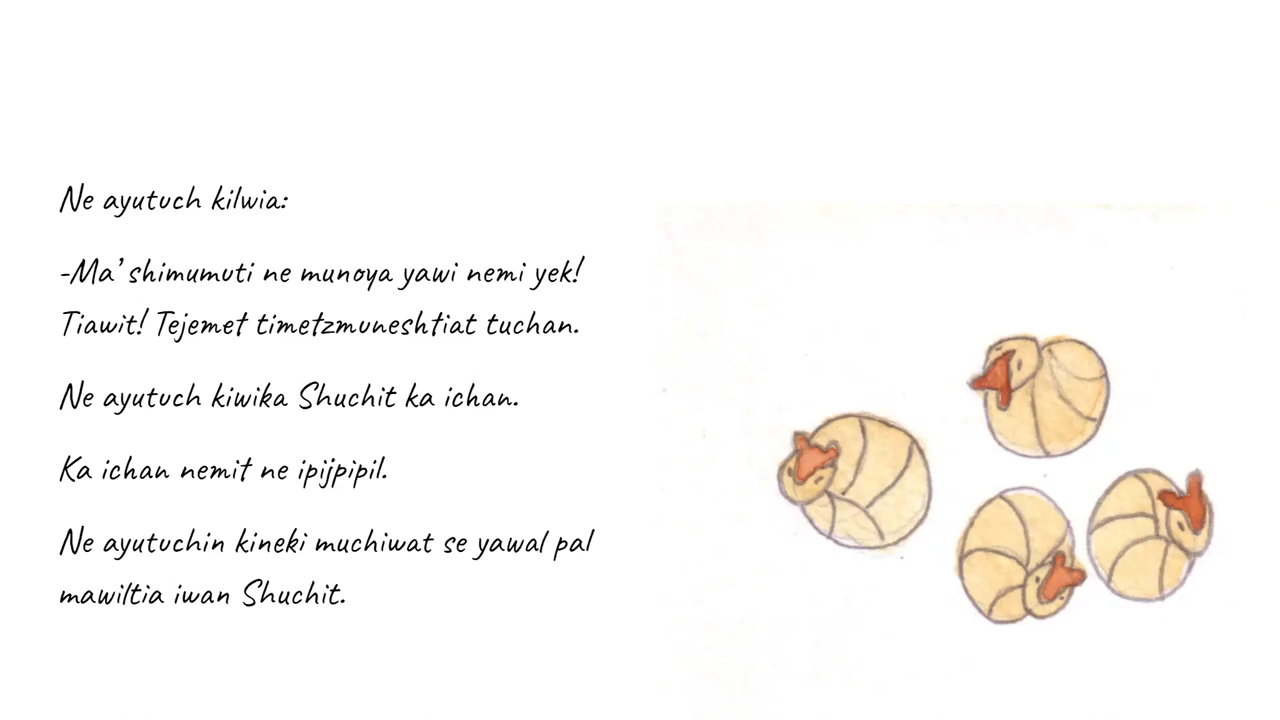 Ne ayutuch kilwia:
-Ma’ shimumuti ne munoya yawi nemi yek!
Tiawit! Tejemet timetzmuneshtiat tuchan.
Ne ayutuch kiwika Shuchit ka ichan.
Ka ichan nemit ne ipijpipil.
Ne ayutuchin kineki muchiwat se yawal pal
mawiltia iwan Shuchit.